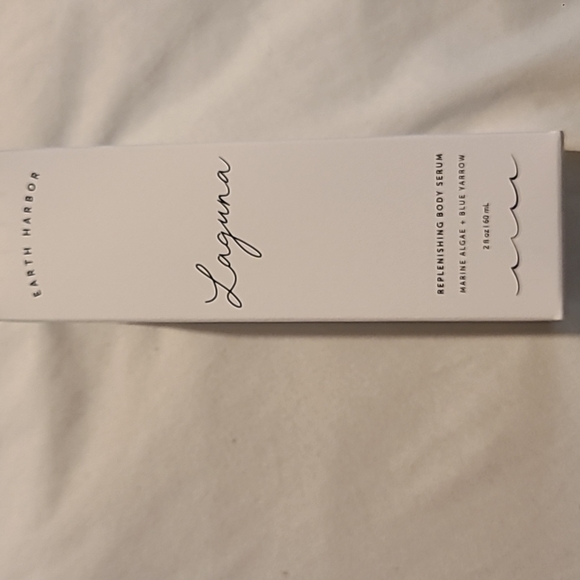 EARTH HARBOR
Laguna
REPLENISHING BODY SERUM
MARINE ALGAE + BLUE YARROW
2 fl oz | 60 mL